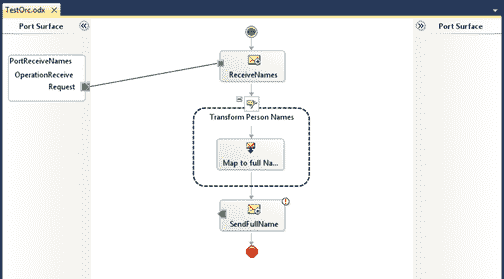 TestOrc.odx
Port Surface
Port Surface
PortReceiveNames
OperationReceive
Request
ReceiveNames
Transform Person Names
Map to full Na...
SendFullName